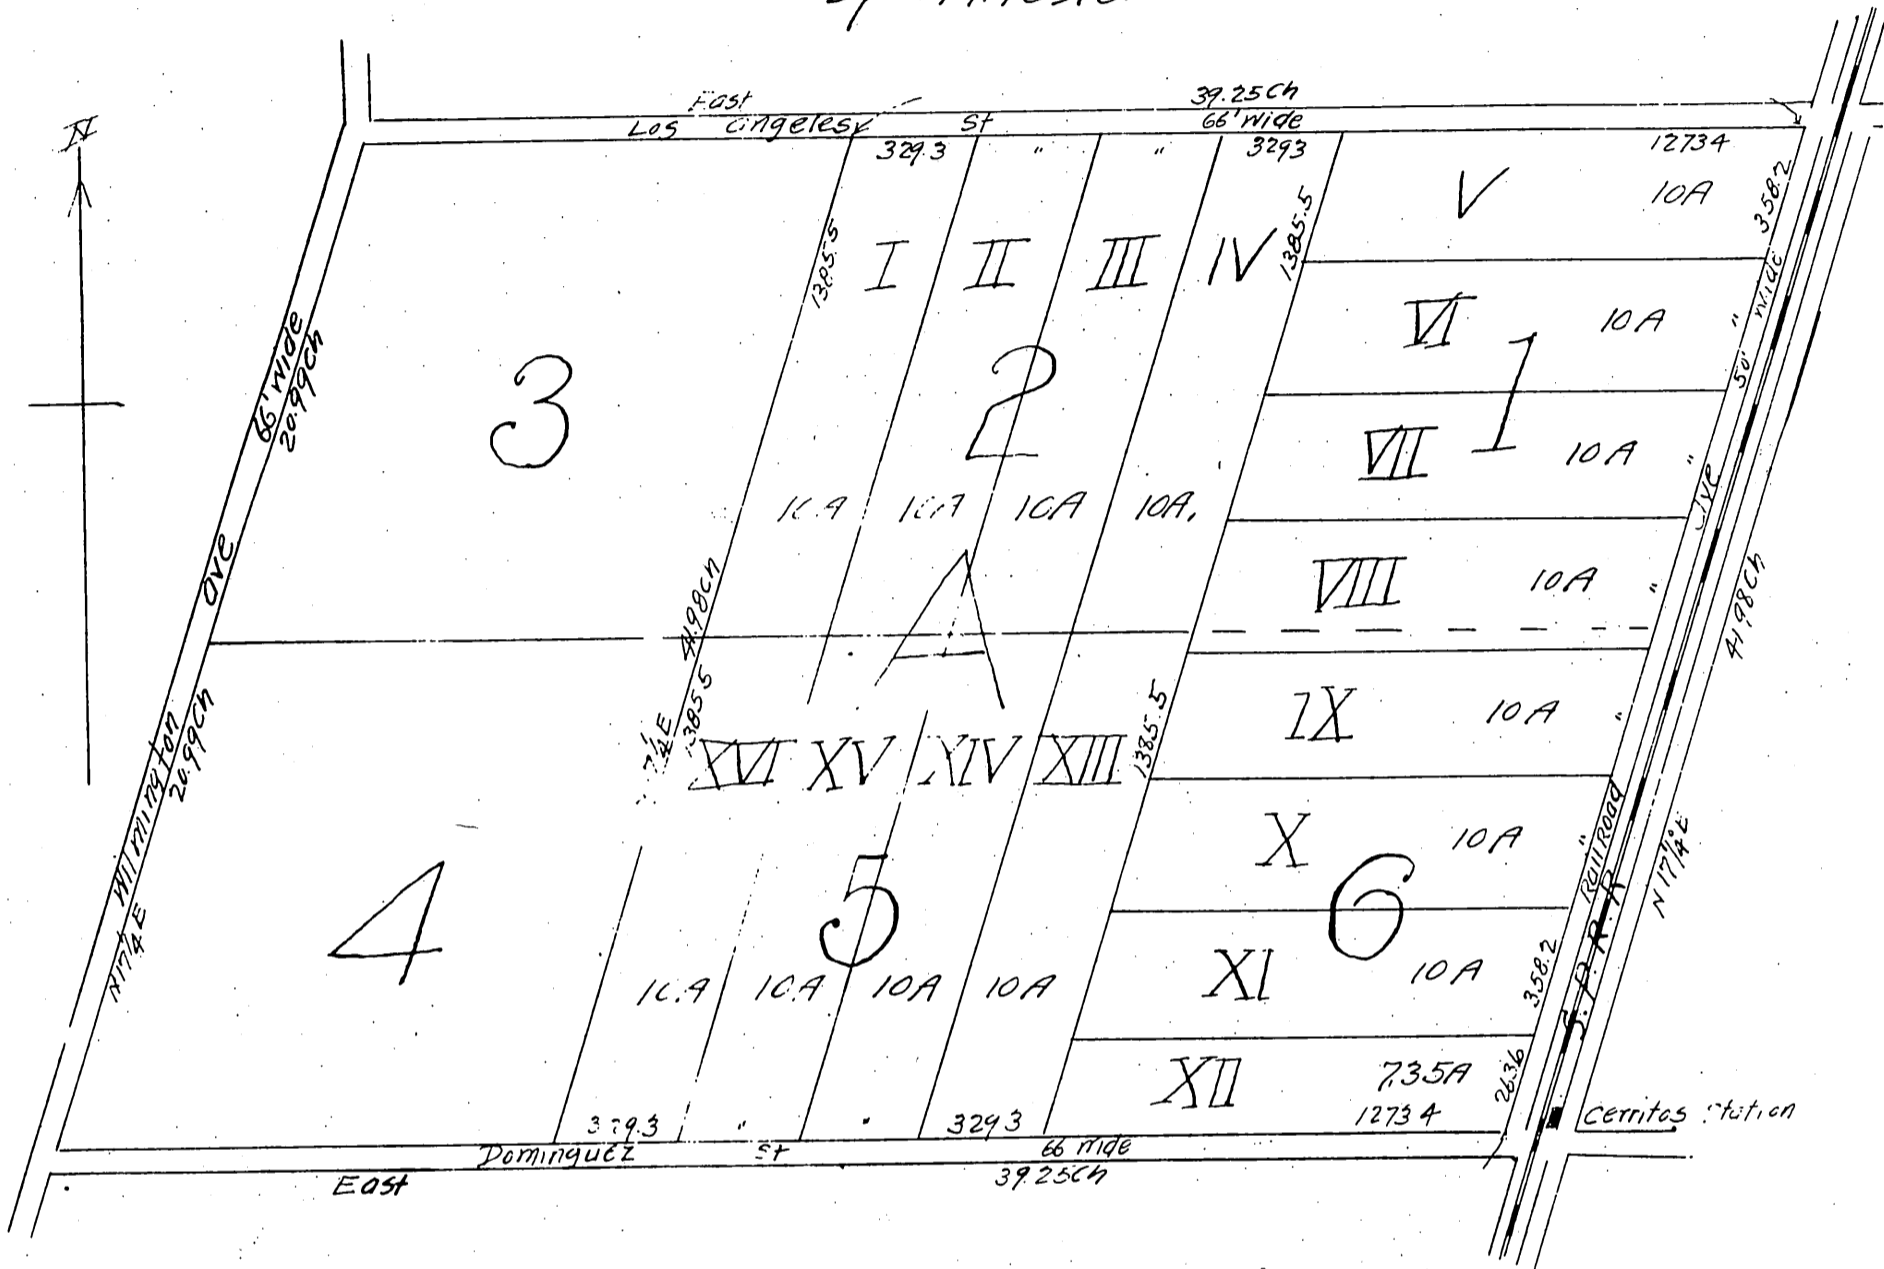 N
East 39.25Ch
Los Angeles St 66' wide
329.3 " " 3293 12734
1385.5 I II III IV 1385.5 V 10A 358.2
VI 10A "
66' wide
20.99Ch
3 2 1
VII 10A "
50' wide
10A 10A 10A 10A.
VIII 10A "
Ave
Ave
41.98Ch
A
41.98Ch
1385.5 1385.5
IX 10A "
XVI XV XIV XIII
7¼E
Wilmington
20.99Ch
N17¼E
X 10A "
RailRoad
N17¼°E
S.P.R.R
4 5 6
10A 10A 10A 10A
XI 10A 358.2
XII 7.35A 263.6
329.3 " " 3293 12734
Cerritos Station
Dominguez St 66 wide
East 39.25Ch